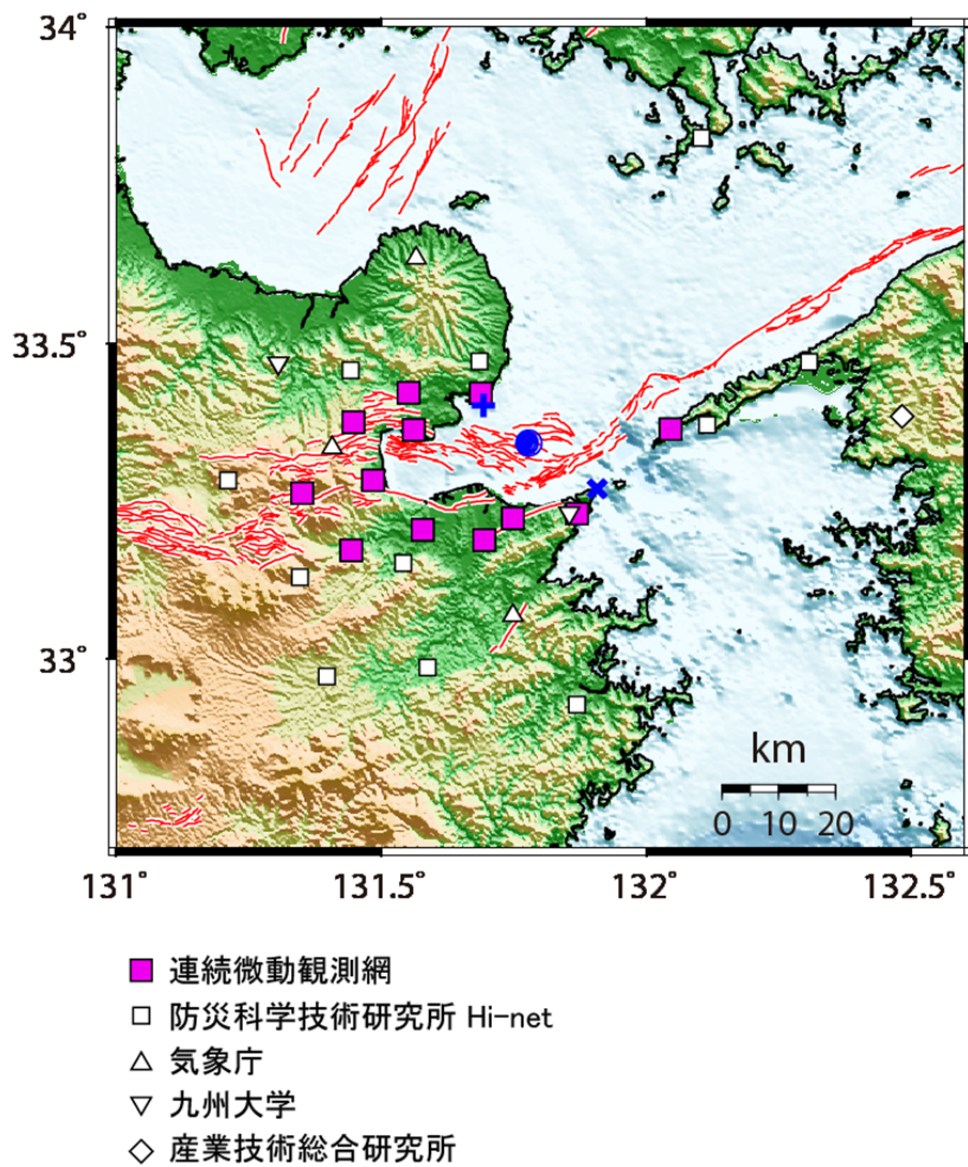 34°
33.5°
33°
km
0 10 20
131° 131.5° 132° 132.5°
連続微動観測網
防災科学技術研究所 Hi-net
気象庁
九州大学
産業技術総合研究所